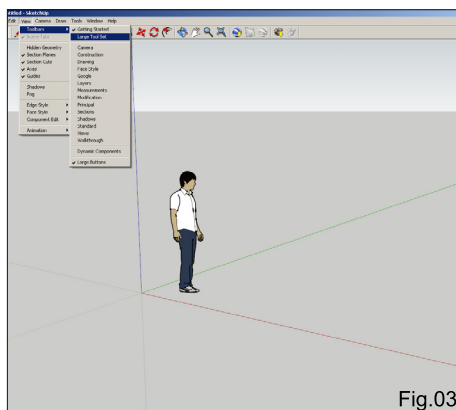 ntitled - SketchUp
Edit View Camera Draw Tools Window Help
Toolbars
Scene Tabs
Hidden Geometry
Section Planes
Section Cuts
Axes
Guides
Shadows
Fog
Edge Style
Face Style
Component Edit
Animation
Getting Started
Large Tool Set
Camera
Construction
Drawing
Face Style
Google
Layers
Measurements
Modification
Principal
Sections
Shadows
Standard
Views
Walkthrough
Dynamic Components
Large Buttons
Fig.03